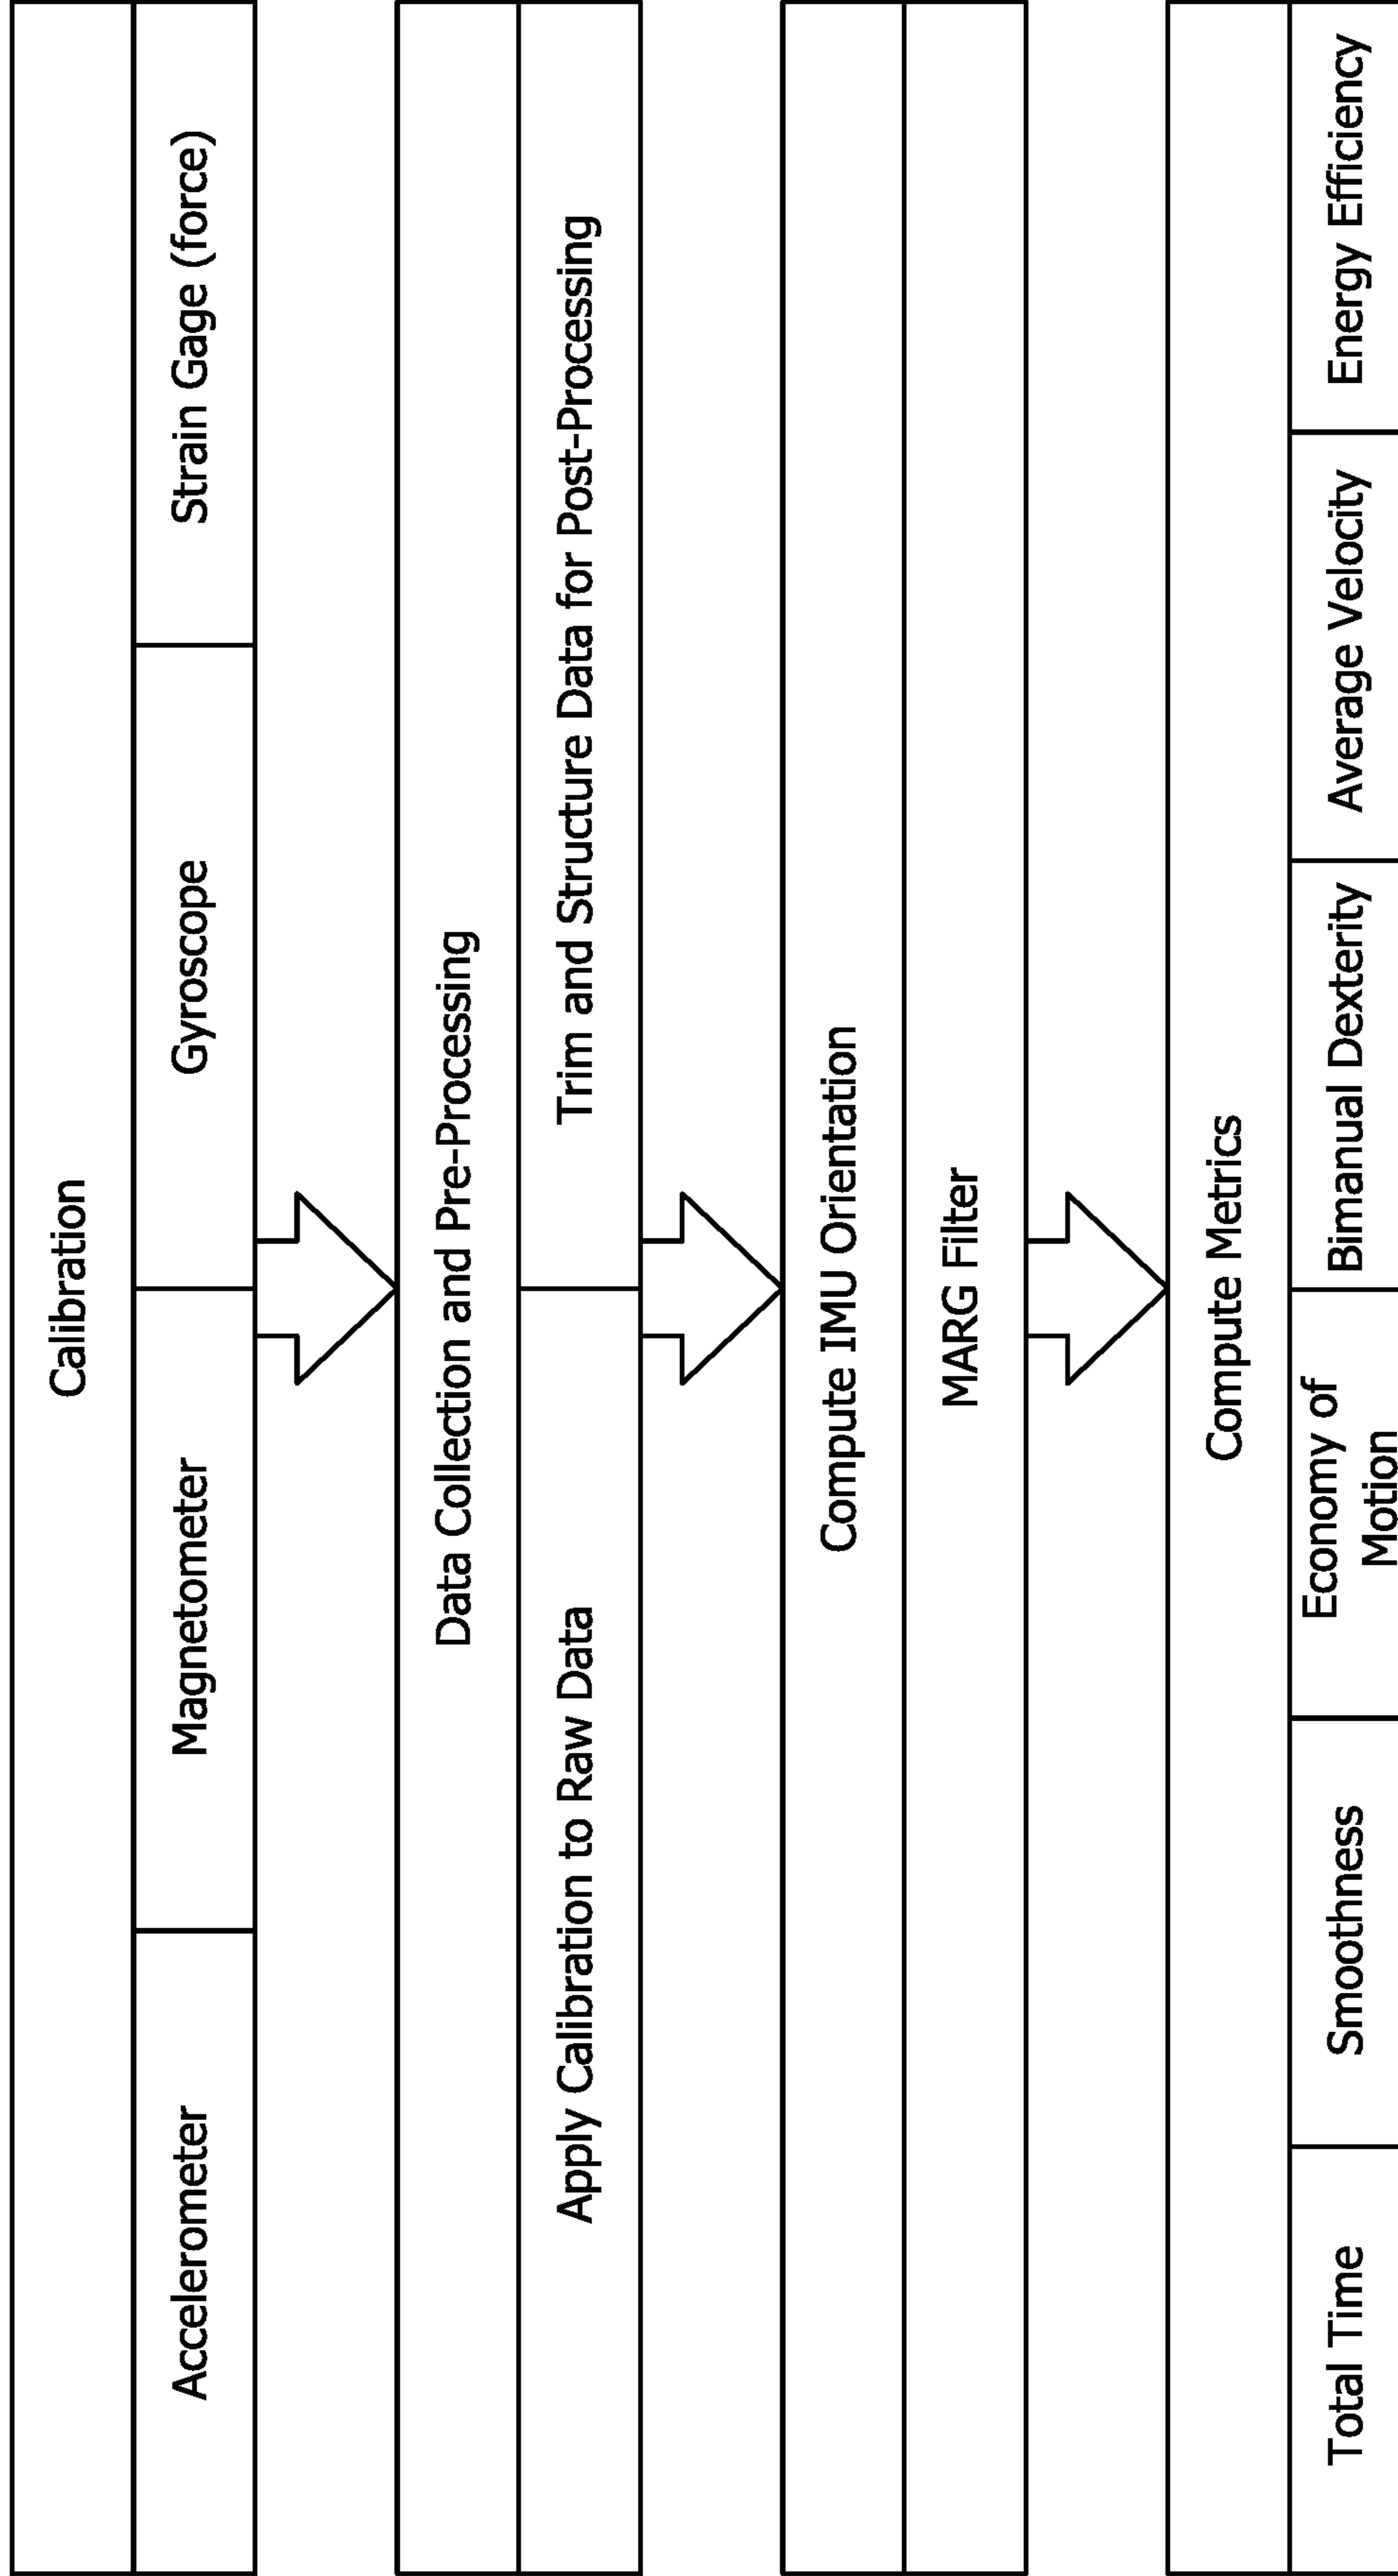 Calibration
Accelerometer
Magnetometer
Gyroscope
Strain Gage (force)
Data Collection and Pre-Processing
Apply Calibration to Raw Data
Trim and Structure Data for Post-Processing
Compute IMU Orientation
MARG Filter
Compute Metrics
Total Time
Smoothness
Economy of
Motion
Bimanual Dexterity
Average Velocity
Energy Efficiency